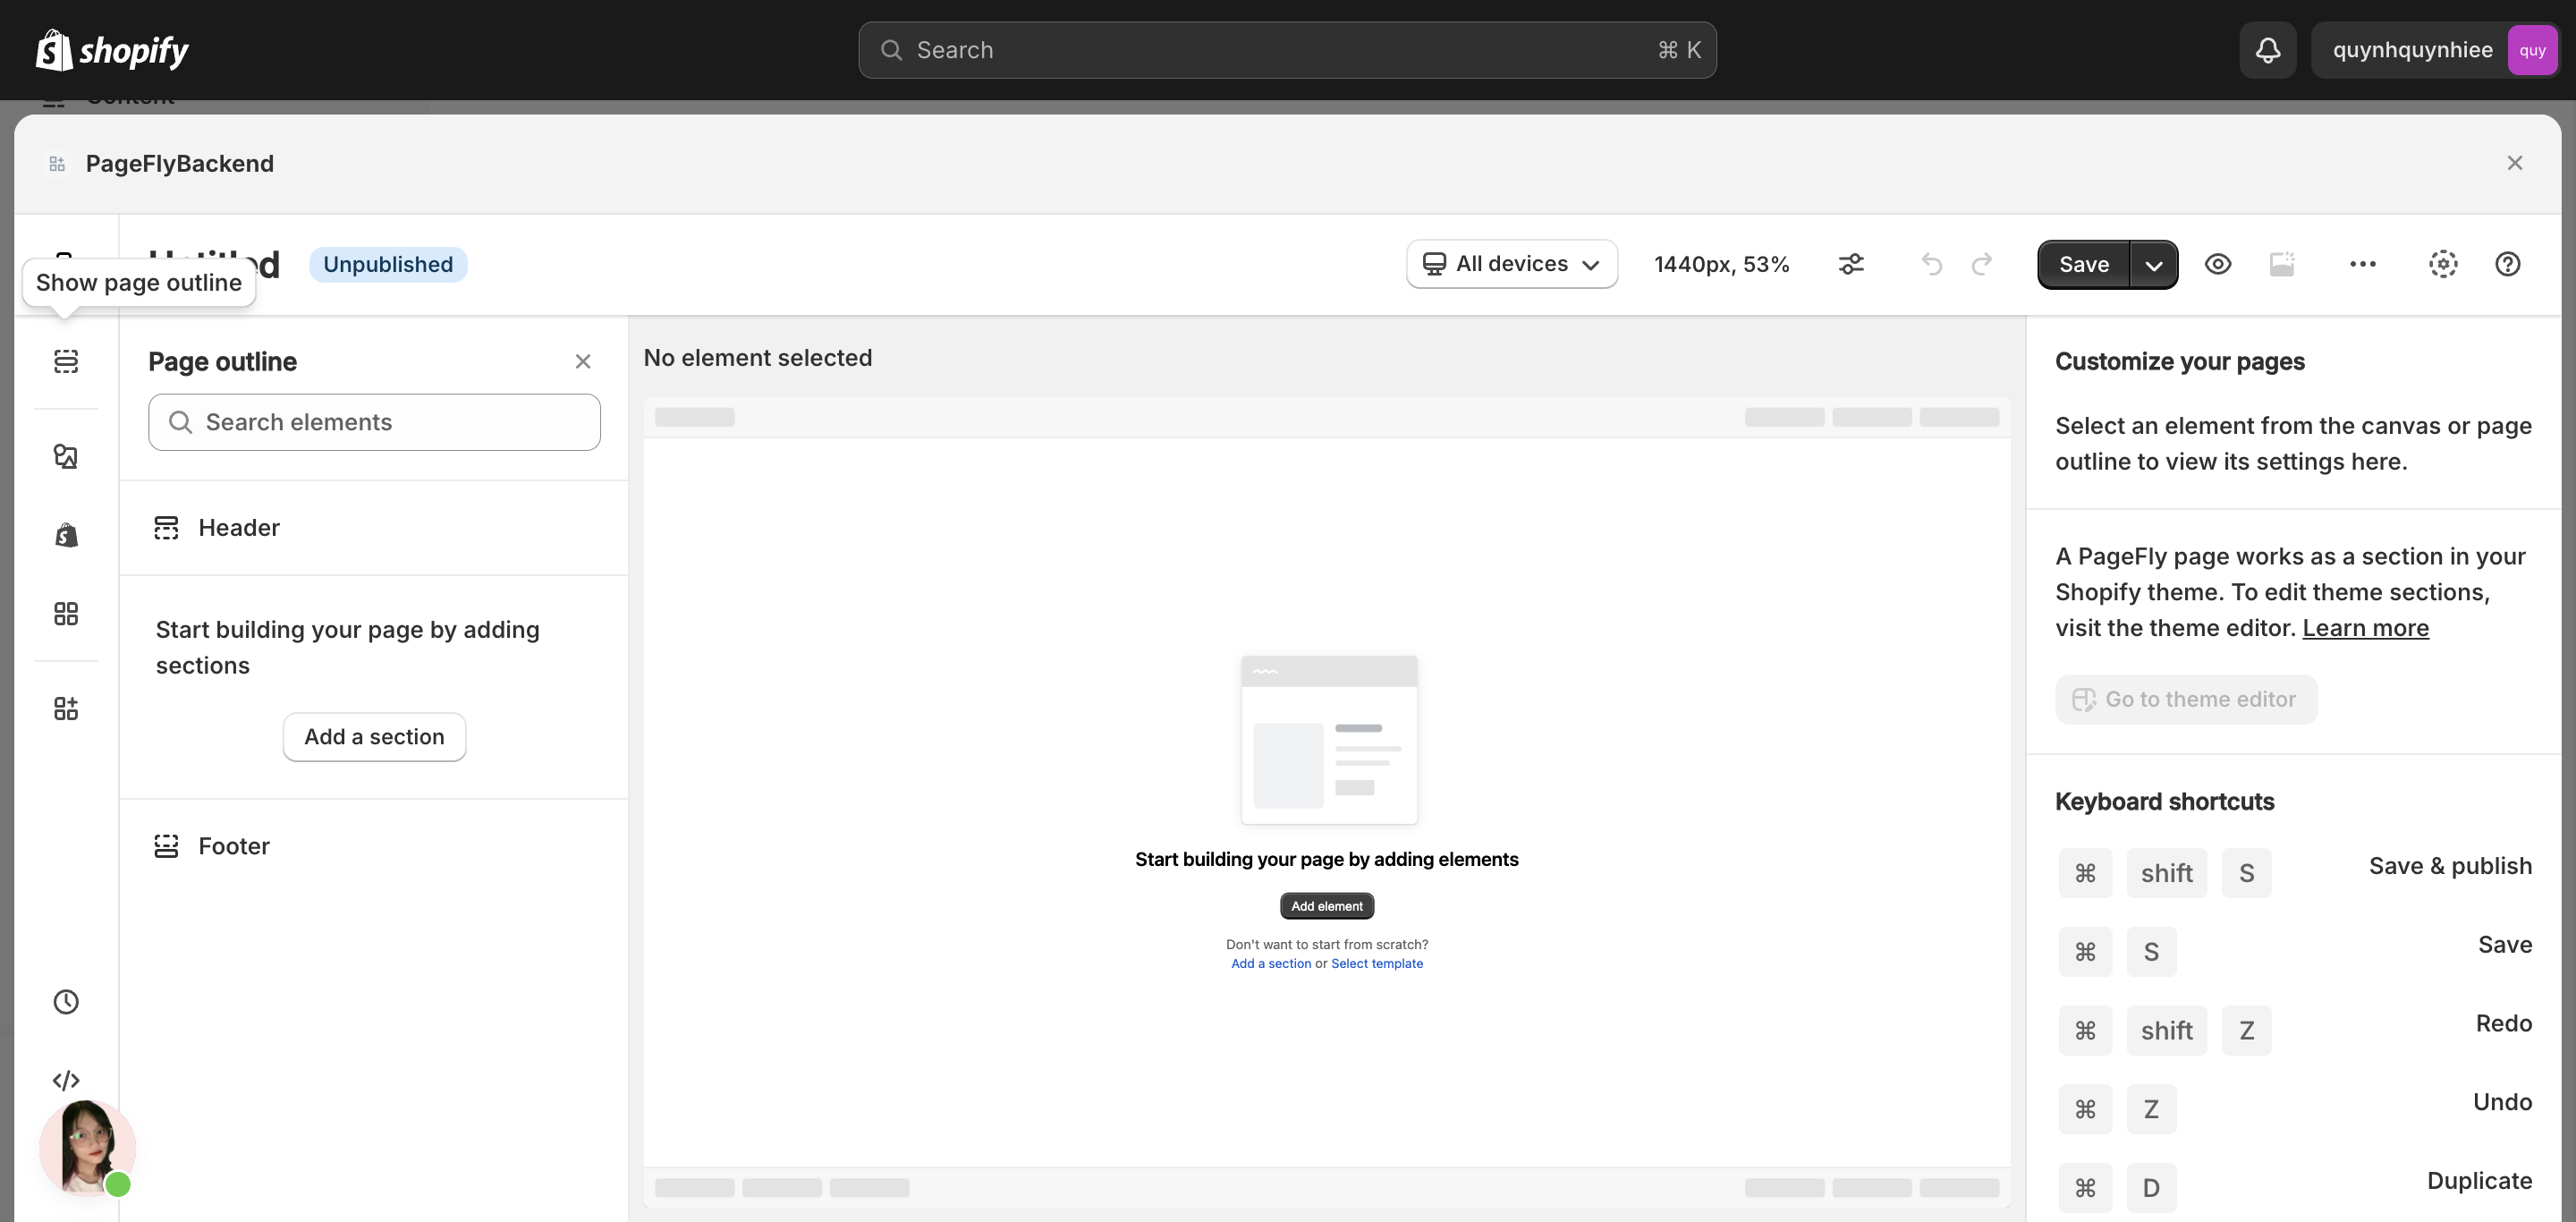 shopify
Search
⌘ K
quynhquynhiee
quy
Content
PageFlyBackend
Untitled
Unpublished
Show page outline
All devices
1440px, 53%
Save
Page outline
Search elements
Header
Start building your page by adding
sections
Add a section
Footer
No element selected
Start building your page by adding elements
Add element
Don't want to start from scratch?
Add a section or Select template
Customize your pages
Select an element from the canvas or page
outline to view its settings here.
A PageFly page works as a section in your
Shopify theme. To edit theme sections,
visit the theme editor. Learn more
Go to theme editor
Keyboard shortcuts
⌘ shift S Save & publish
⌘ S Save
⌘ shift Z Redo
⌘ Z Undo
⌘ D Duplicate